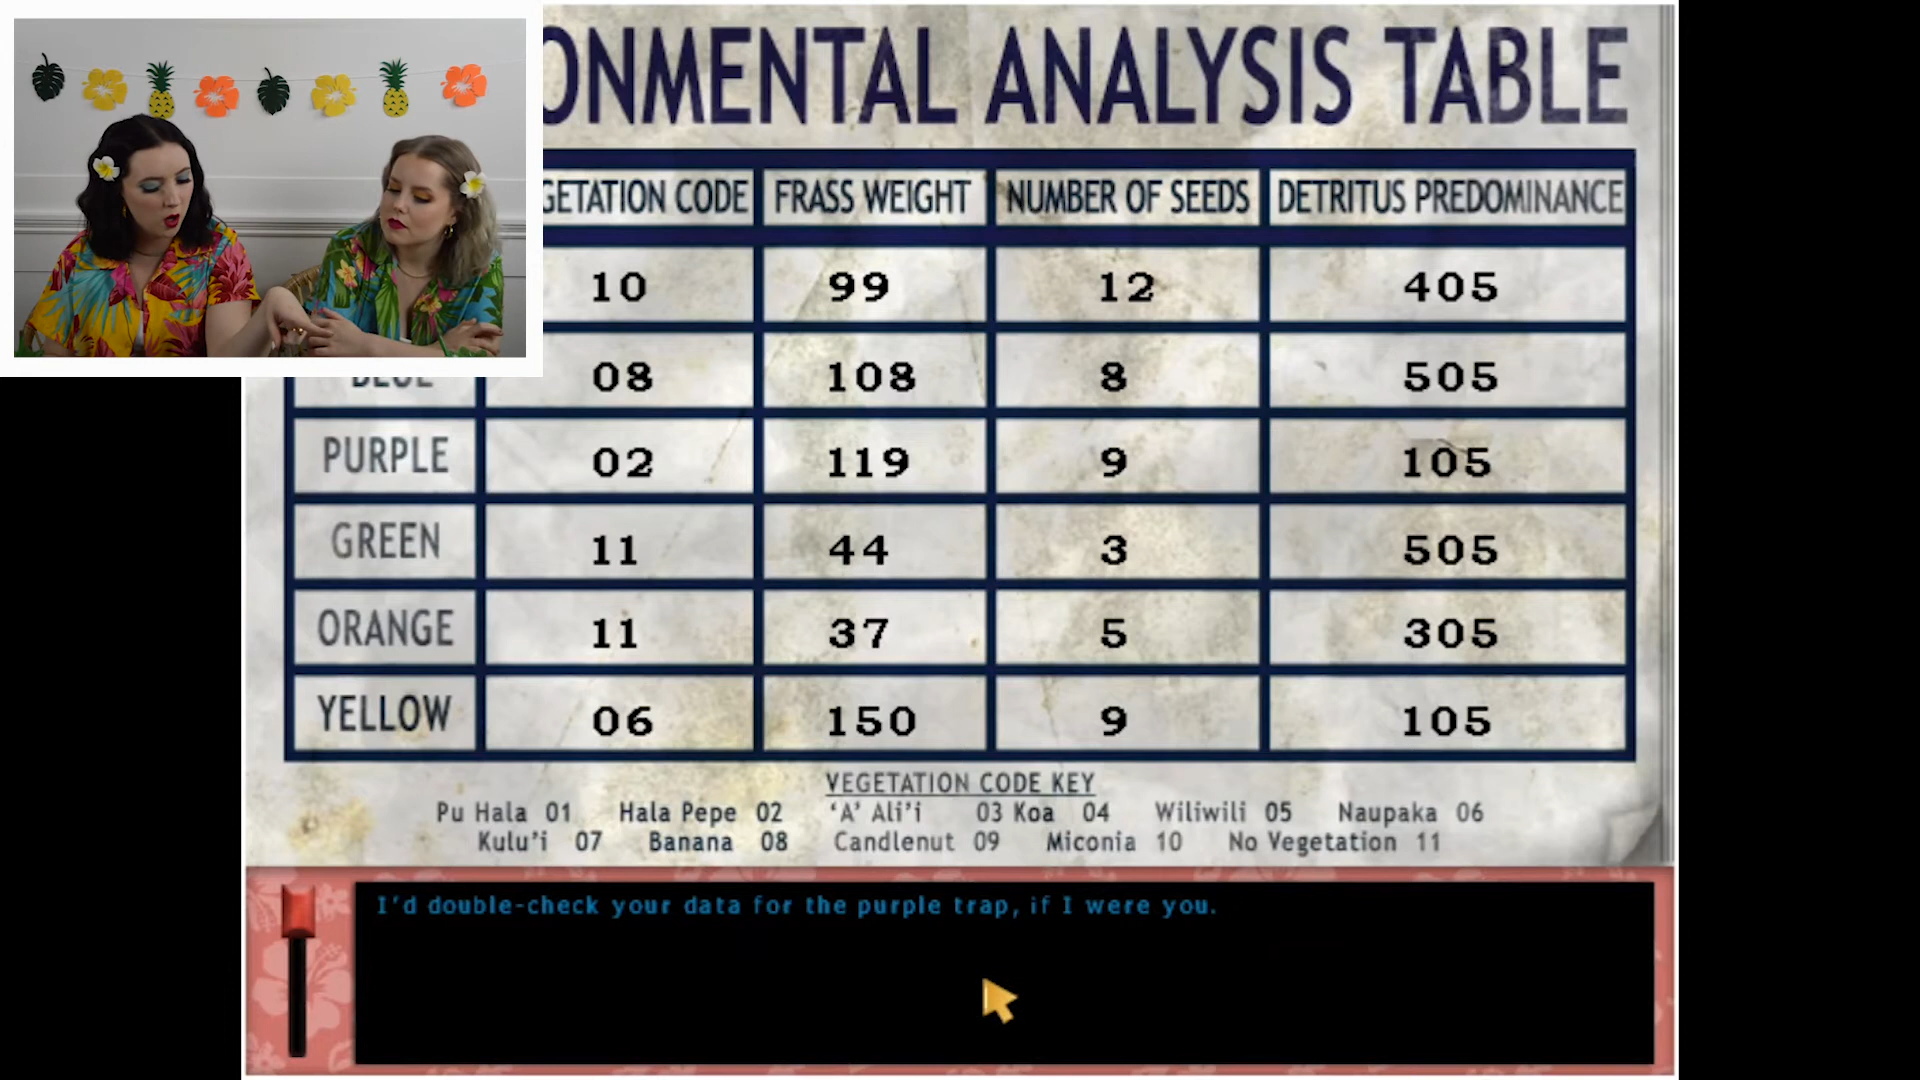 ONMENTAL ANALYSIS TABLE
GETATION CODE FRASS WEIGHT NUMBER OF SEEDS DETRITUS PREDOMINANCE
10 99 12 405
BLUE 08 108 8 505
PURPLE 02 119 9 105
GREEN 11 44 3 505
ORANGE 11 37 5 305
YELLOW 06 150 9 105
VEGETATION CODE KEY
Pu Hala 01 Hala Pepe 02 ‘A’ Ali’i 03 Koa 04 Wiliwili 05 Naupaka 06
Kulu’i 07 Banana 08 Candlenut 09 Miconia 10 No Vegetation 11
I’d double-check your data for the purple trap, if I were you.